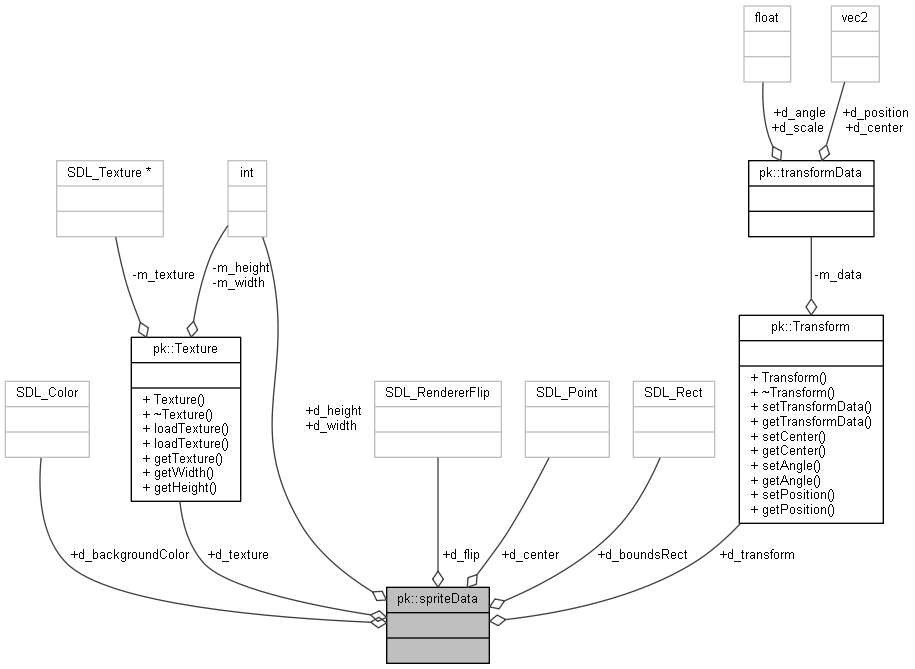 float
vec2
+d_angle
+d_scale
+d_position
+d_center
SDL_Texture *
int
pk::transformData
-m_texture
-m_height
-m_width
-m_data
pk::Texture
+ Texture()
+ ~Texture()
+ loadTexture()
+ loadTexture()
+ getTexture()
+ getWidth()
+ getHeight()
pk::Transform
+ Transform()
+ ~Transform()
+ setTransformData()
+ getTransformData()
+ setCenter()
+ getCenter()
+ setAngle()
+ getAngle()
+ setPosition()
+ getPosition()
SDL_Color
+d_height
+d_width
SDL_RendererFlip
SDL_Point
SDL_Rect
+d_backgroundColor
+d_texture
+d_flip
+d_center
+d_boundsRect
+d_transform
pk::spriteData